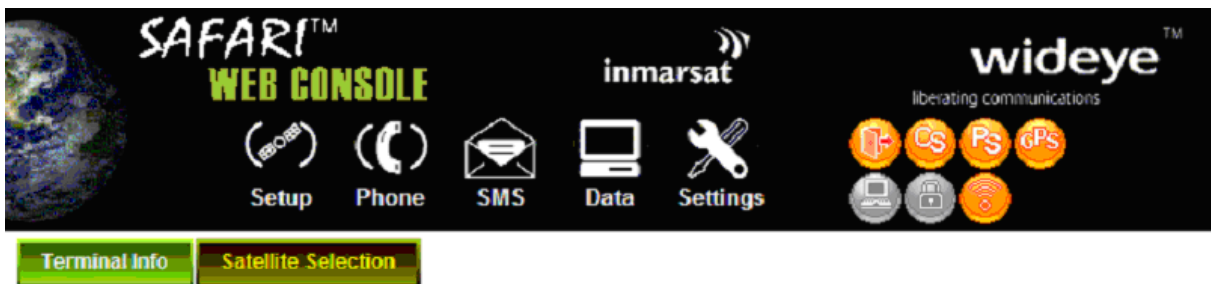 SAFARI™
WEB CONSOLE
inmarsat
wideye™
liberating communications
CS PS GPS
Setup Phone SMS Data Settings
Terminal Info Satellite Selection